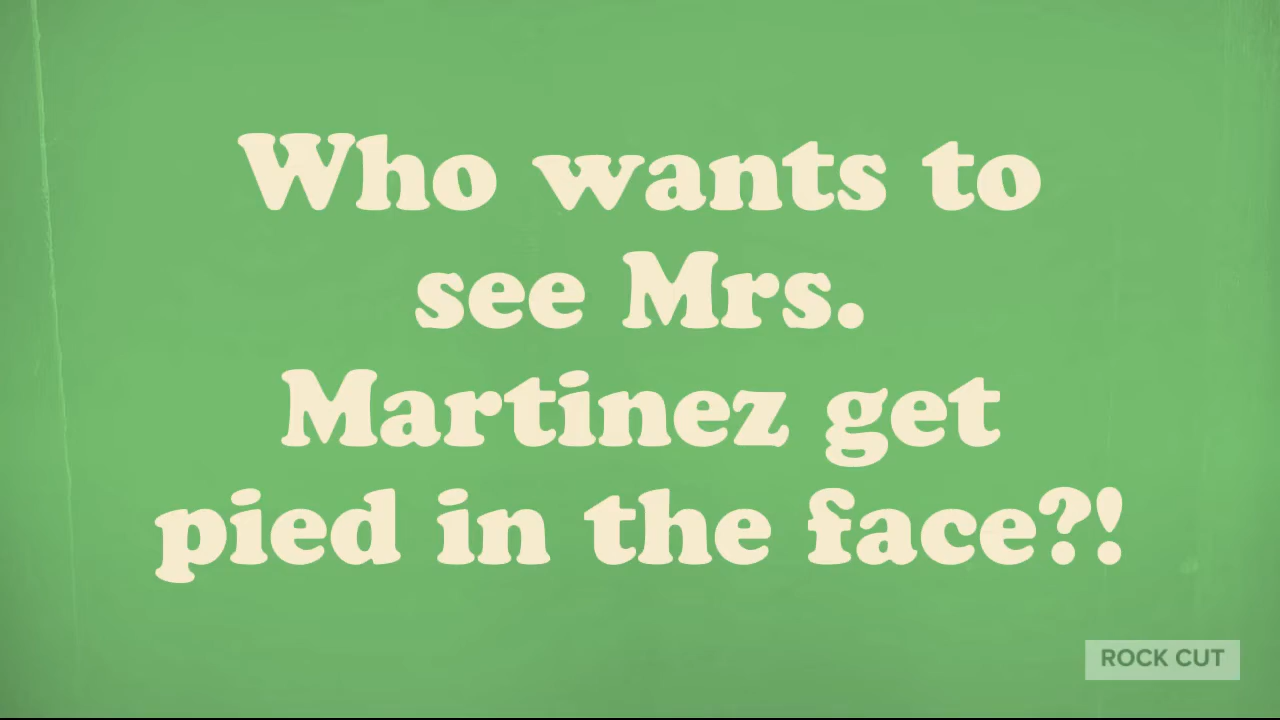 Who wants to
see Mrs.
Martinez get
pied in the face?!
ROCK CUT